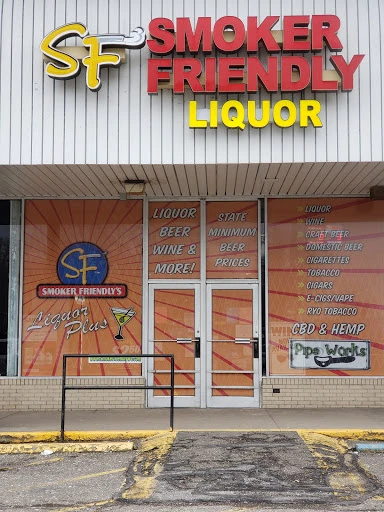 SF SMOKER
FRIENDLY
LIQUOR
LIQUOR
BEER
WINE &
MORE!
STATE
MINIMUM
BEER
PRICES
SF
SMOKER FRIENDLY'S
Liquor
Plus
» LIQUOR
» WINE
» CRAFT BEER
» DOMESTIC BEER
» CIGARETTES
» TOBACCO
» CIGARS
» E-CIGS/VAPE
» RYO TOBACCO
CBD & HEMP
Pipe Works